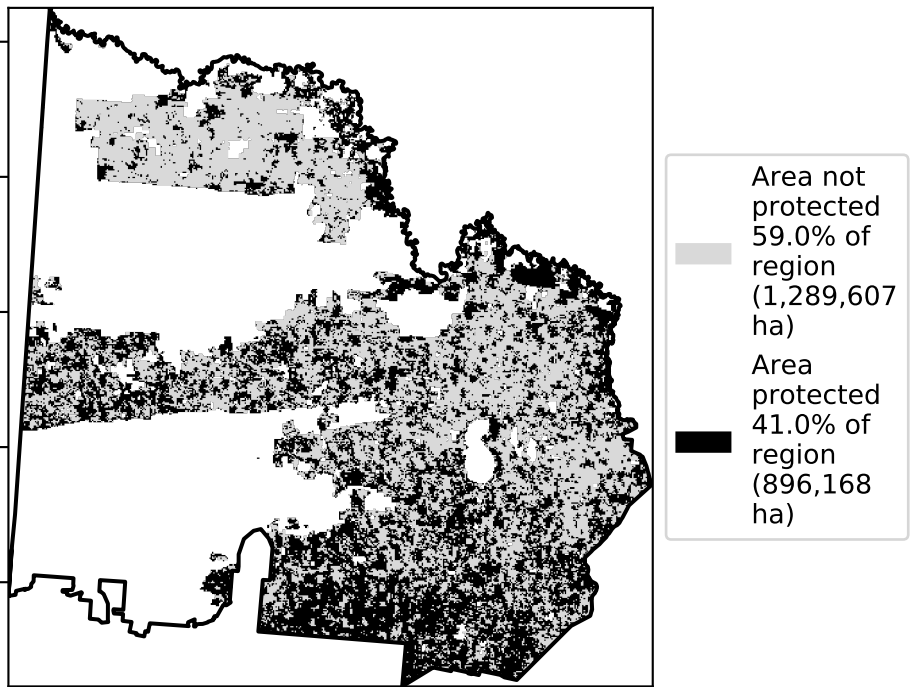 Area not
protected
59.0% of
region
(1,289,607
ha)
Area
protected
41.0% of
region
(896,168
ha)